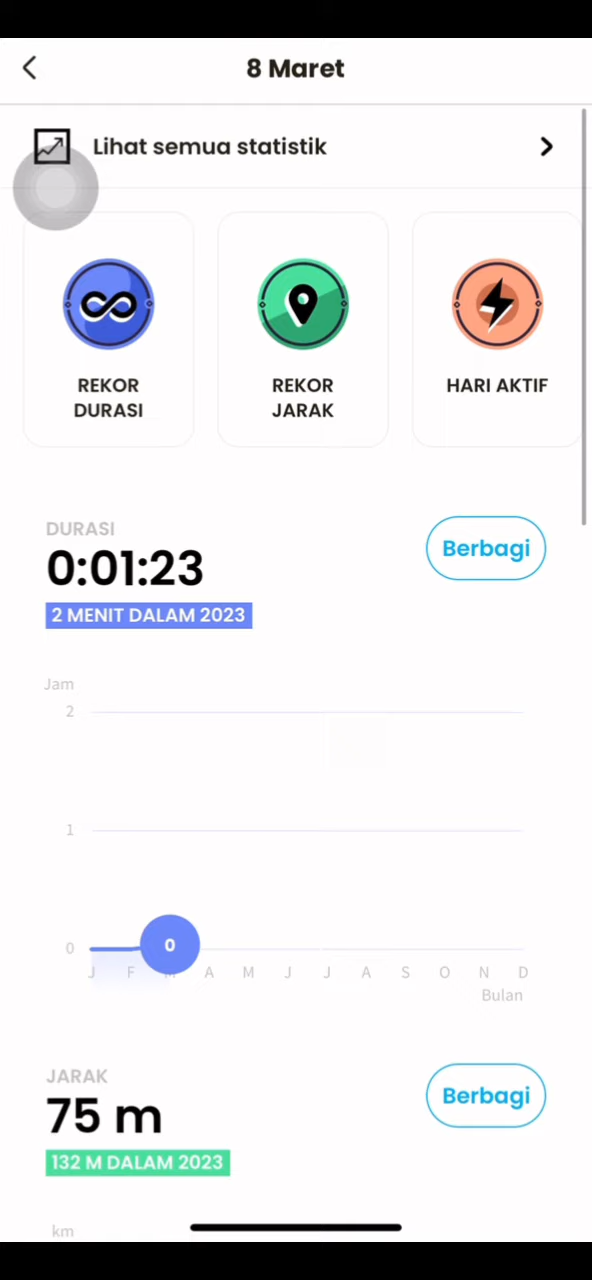 8 Maret
Lihat semua statistik
REKOR
DURASI
REKOR
JARAK
HARI AKTIF
DURASI
0:01:23
2 MENIT DALAM 2023
Berbagi
Jam
2
1
0
0
J F M A M J J A S O N D
Bulan
JARAK
75 m
132 M DALAM 2023
Berbagi
km